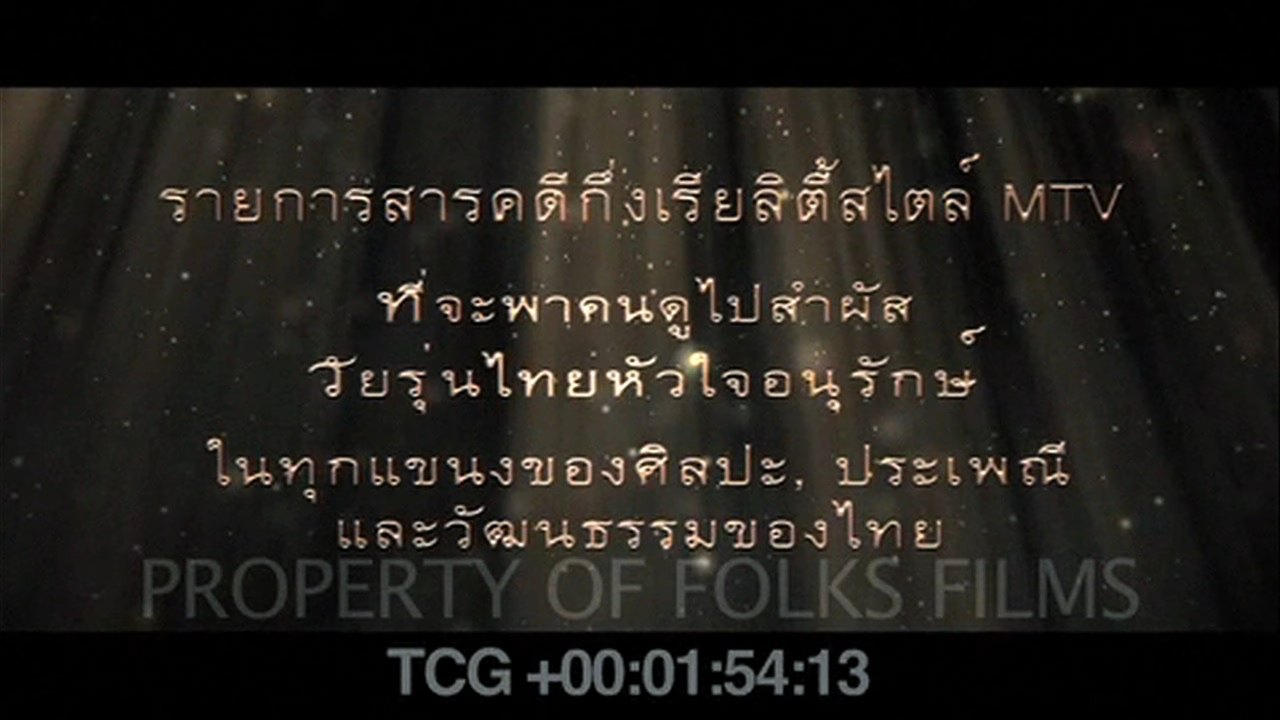 รายการสารคดีกึ่งเรียลิตี้สไตล์ MTV
ที่จะพาคนดูไปสำผัส
วัยรุ่นไทยหัวใจอนุรักษ์
ในทุกแขนงของศิลปะ, ประเพณี
และวัฒนธรรมของไทย
PROPERTY OF FOLKS FILMS
TCG +00:01:54:13